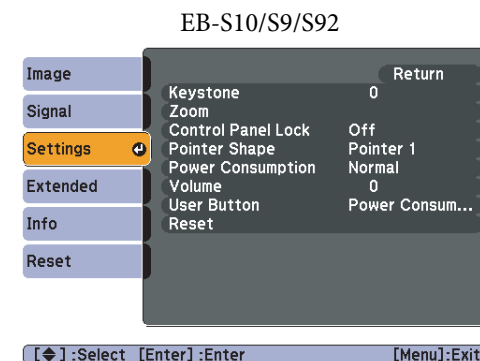 EB-S10/S9/S92
Image
Signal
Settings
Extended
Info
Reset
Return
Keystone 0
Zoom
Control Panel Lock Off
Pointer Shape Pointer 1
Power Consumption Normal
Volume 0
User Button Power Consum...
Reset
[◆] :Select [Enter] :Enter [Menu]:Exit